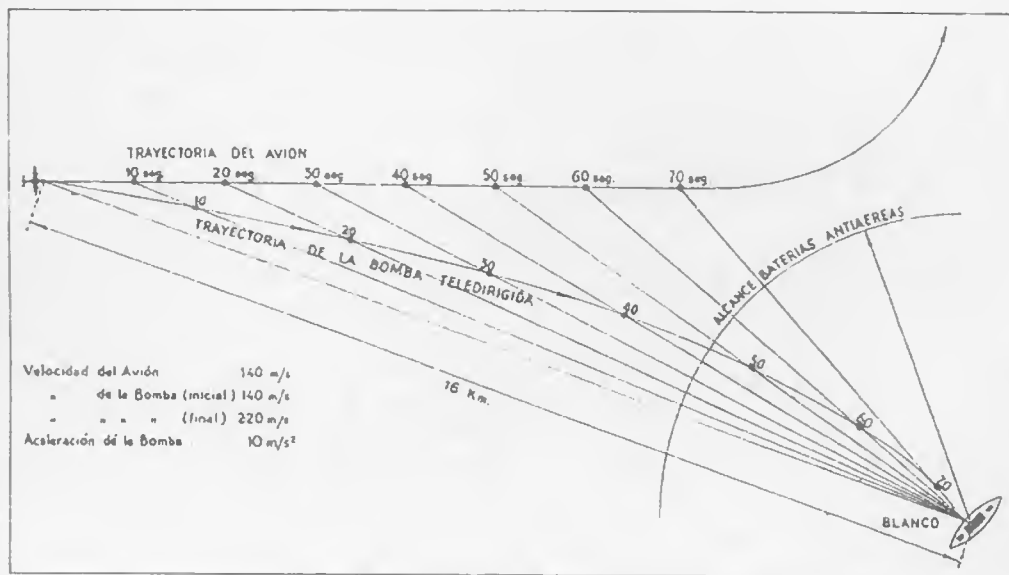 TRAYECTORIA DEL AVIÓN
10 seg.
20 seg.
30 seg.
40 seg.
50 seg.
60 seg.
70 seg.
10
20
30
40
50
60
70
TRAYECTORIA DE LA BOMBA TELEDIRIGIDA
ALCANCE BATERIAS ANTIAEREAS
16 Km.
Velocidad del Avión 140 m/s
" de la Bomba (inicial) 140 m/s
" " " " (final) 220 m/s
Aceleración de la Bomba 10 m/s²
BLANCO